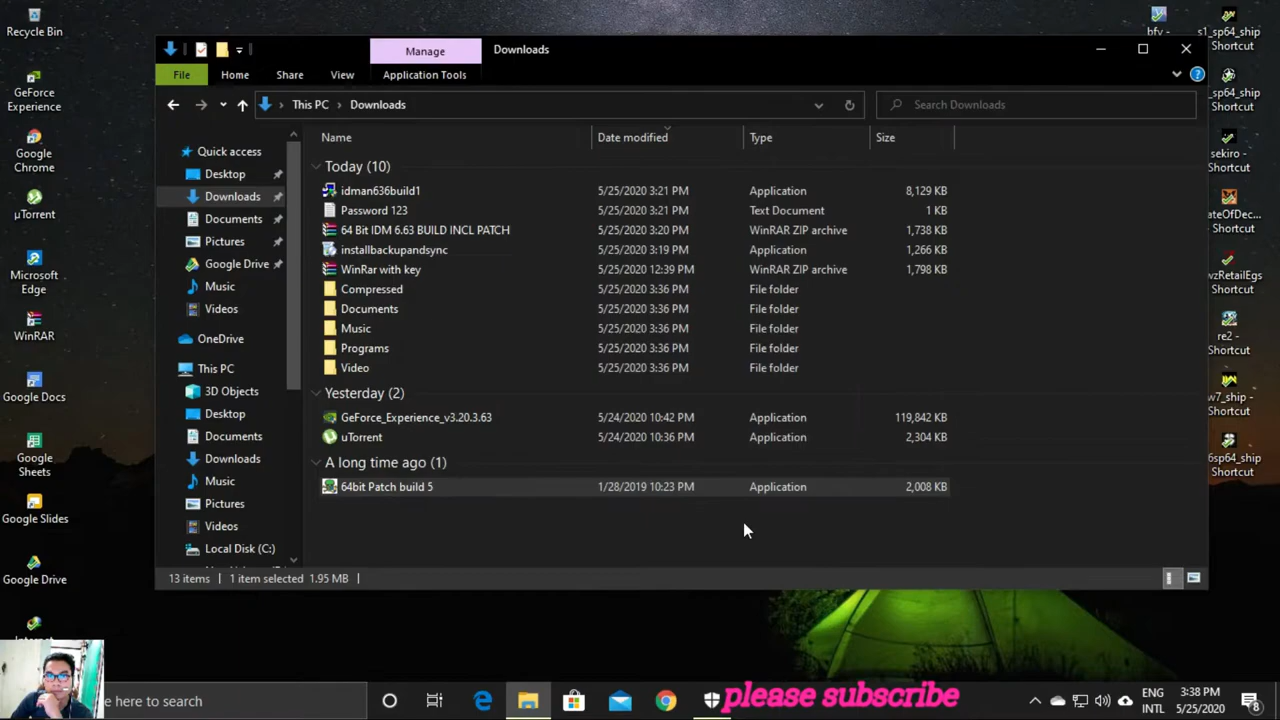 Recycle Bin
GeForce
Experience
Google
Chrome
µTorrent
Microsoft
Edge
WinRAR
Google Docs
Google
Sheets
Google Slides
Google Drive
Manage
Downloads
File
Home
Share
View
Application Tools
This PC
Downloads
Search Downloads
Quick access
Desktop
Downloads
Documents
Pictures
Google Drive
Music
Videos
OneDrive
This PC
3D Objects
Desktop
Documents
Downloads
Music
Pictures
Videos
Local Disk (C:)
Name Date modified Type Size
Today (10)
idman636build1 5/25/2020 3:21 PM Application 8,129 KB
Password 123 5/25/2020 3:21 PM Text Document 1 KB
64 Bit IDM 6.63 BUILD INCL PATCH 5/25/2020 3:20 PM WinRAR ZIP archive 1,738 KB
installbackupandsync 5/25/2020 3:19 PM Application 1,266 KB
WinRar with key 5/25/2020 12:39 PM WinRAR ZIP archive 1,798 KB
Compressed 5/25/2020 3:36 PM File folder
Documents 5/25/2020 3:36 PM File folder
Music 5/25/2020 3:36 PM File folder
Programs 5/25/2020 3:36 PM File folder
Video 5/25/2020 3:36 PM File folder
Yesterday (2)
GeForce_Experience_v3.20.3.63 5/24/2020 10:42 PM Application 119,842 KB
uTorrent 5/24/2020 10:36 PM Application 2,304 KB
A long time ago (1)
64bit Patch build 5 1/28/2019 10:23 PM Application 2,008 KB
13 items 1 item selected 1.95 MB
bfv -
s1_sp64_ship
Shortcut
_sp64_ship
Shortcut
sekiro -
Shortcut
ateOfDec...
Shortcut
wzRetailEgs
Shortcut
re2 -
Shortcut
w7_ship -
Shortcut
6sp64_ship
Shortcut
here to search
please subscribe
ENG
INTL
3:38 PM
5/25/2020
8